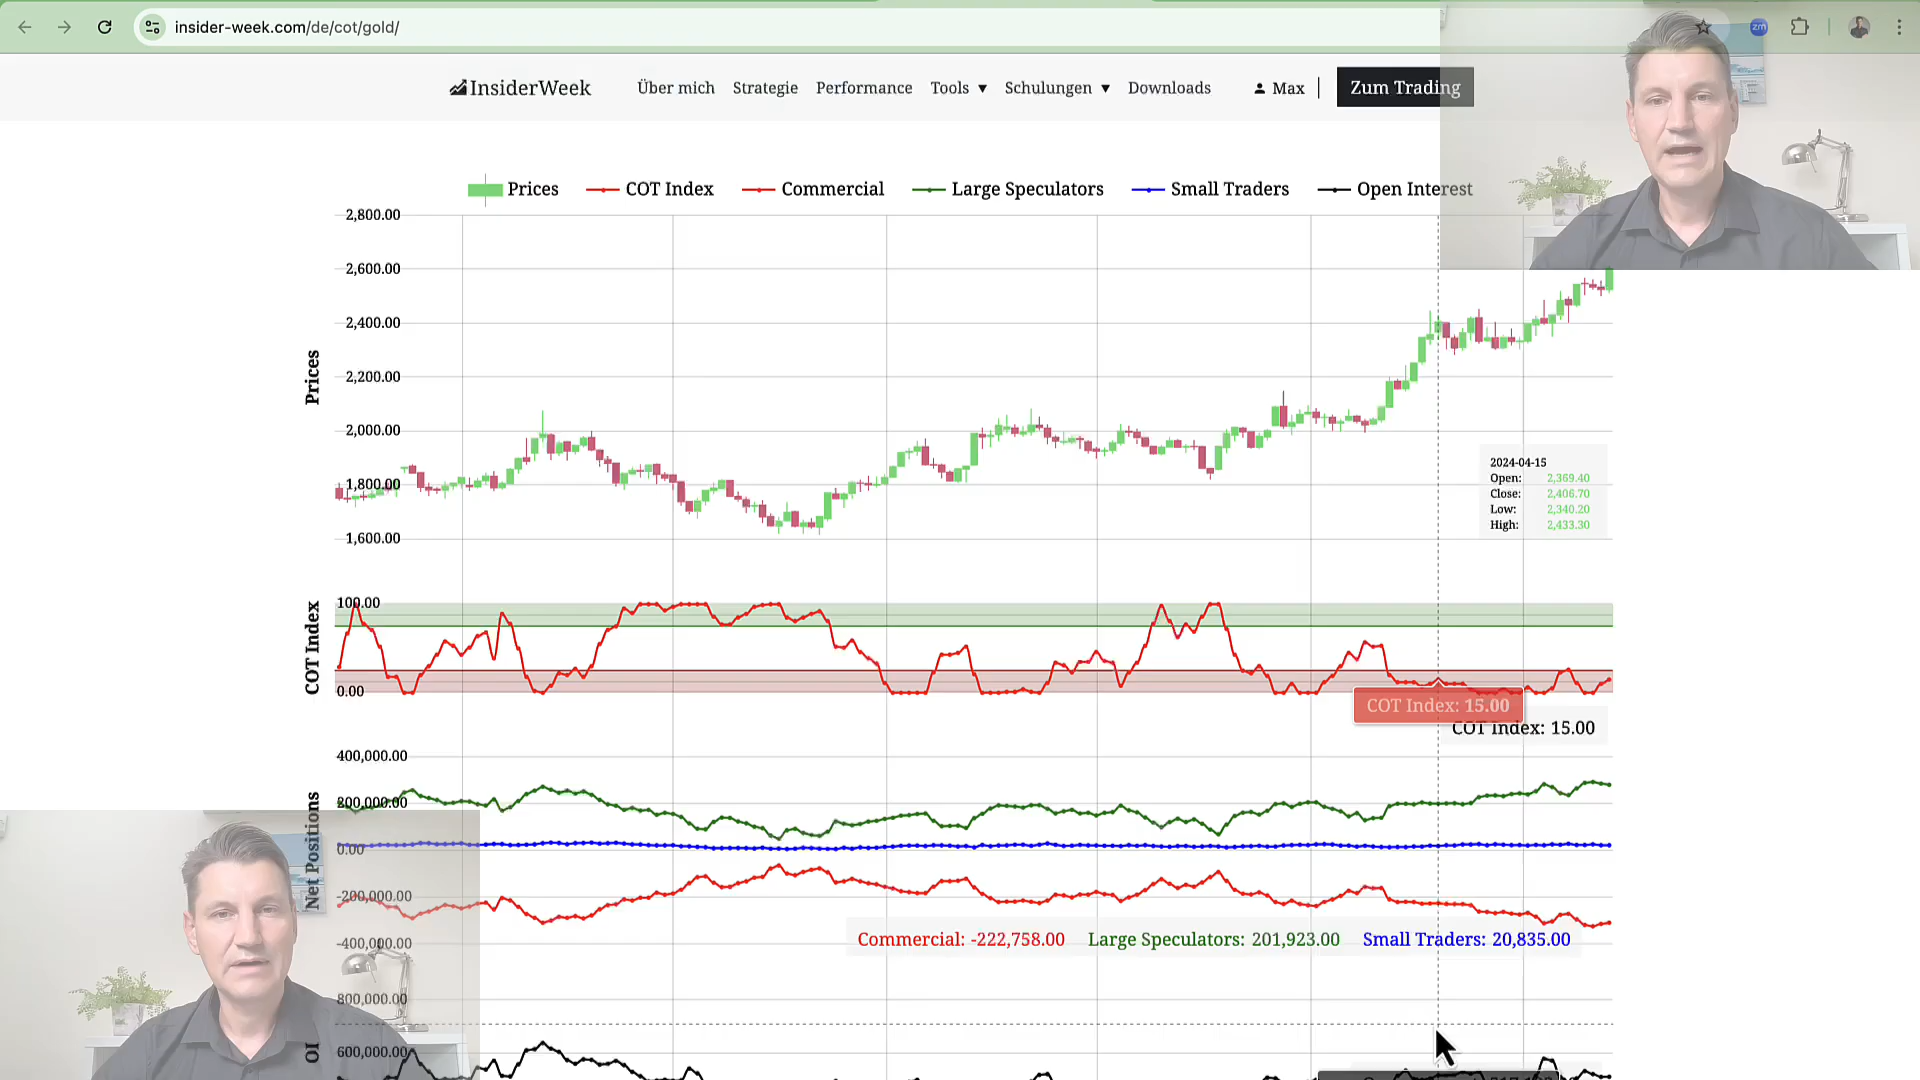 insider-week.com/de/cot/gold/
zm
InsiderWeek
Über mich
Strategie
Performance
Tools ▼
Schulungen ▼
Downloads
Max
Zum Trading
Prices
COT Index
Commercial
Large Speculators
Small Traders
Open Interest
2,800.00
2,600.00
2,400.00
2,200.00
2,000.00
1,800.00
1,600.00
Prices
2024-04-15
Open: 2,369.40
Close: 2,406.70
Low: 2,340.20
High: 2,433.30
COT Index
100.00
0.00
COT Index: 15.00
COT Index: 15.00
Net Positions
400,000.00
200,000.00
0.00
-200,000.00
-400,000.00
Commercial: -222,758.00 Large Speculators: 201,923.00 Small Traders: 20,835.00
OI
800,000.00
600,000.00